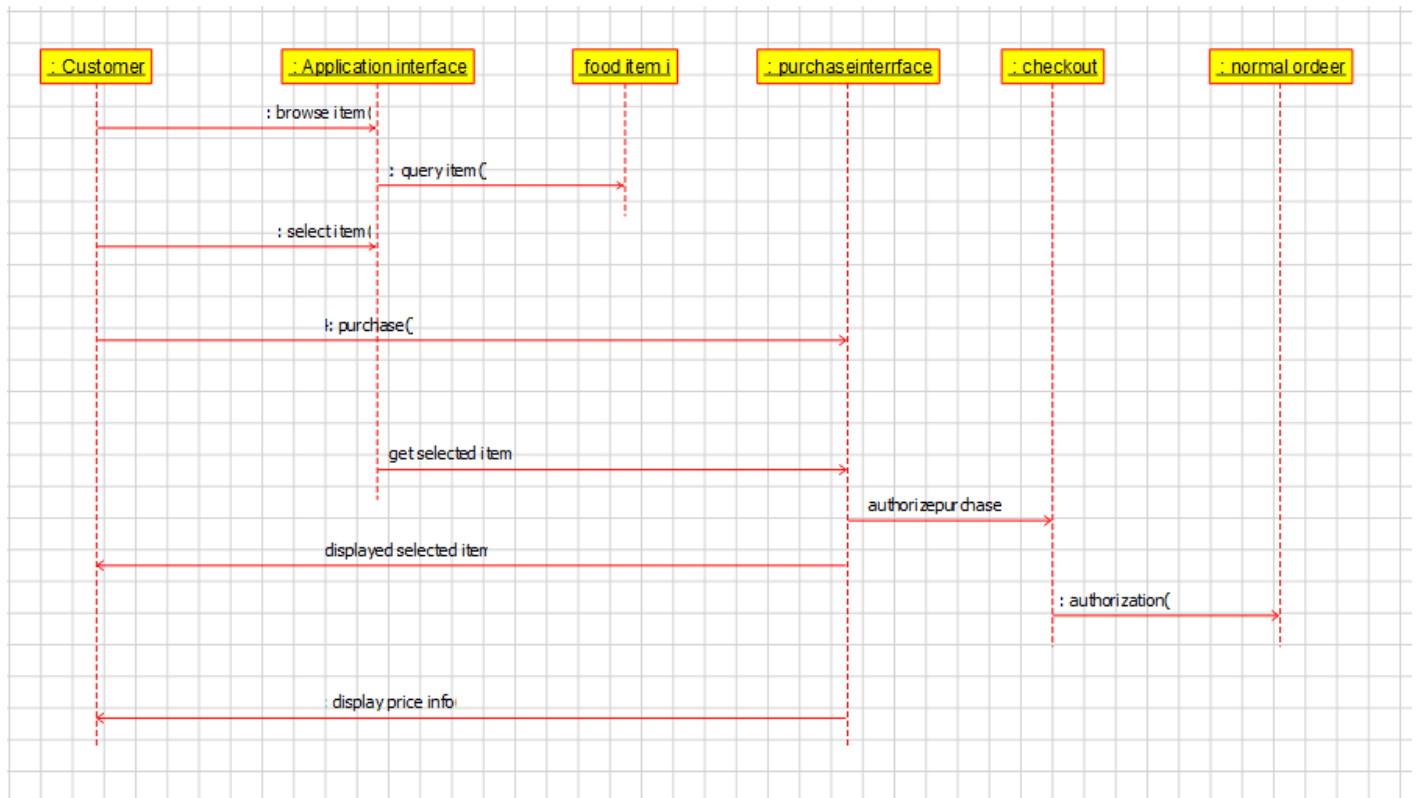 : Customer
: Application interface
food item i
: purchaseinterrface
: checkout
: normal ordeer
: browse item(
: query item(
: select item(
: purchase(
get selected item
authorizepurchase
displayed selected item
: authorization(
: display price info